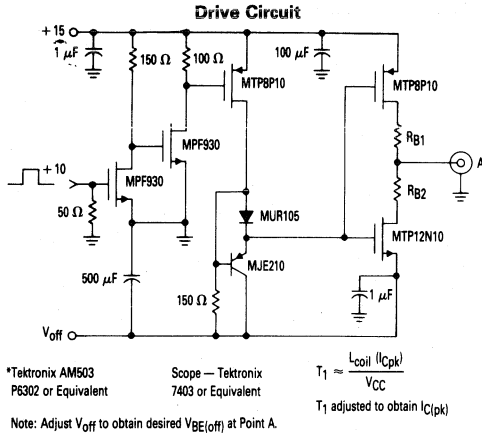 Drive Circuit
+ 15
1 µF
150 Ω
100 Ω
100 µF
MTP8P10
MTP8P10
MPF930
RB1
+ 10
MPF930
A
50 Ω
RB2
MUR105
MTP12N10
500 µF
MJE210
150 Ω
1 µF
Voff
*Tektronix AM503
P6302 or Equivalent
Scope — Tektronix
7403 or Equivalent
T1 ≈ Lcoil (ICpk)
VCC
T1 adjusted to obtain IC(pk)
Note: Adjust Voff to obtain desired VBE(off) at Point A.